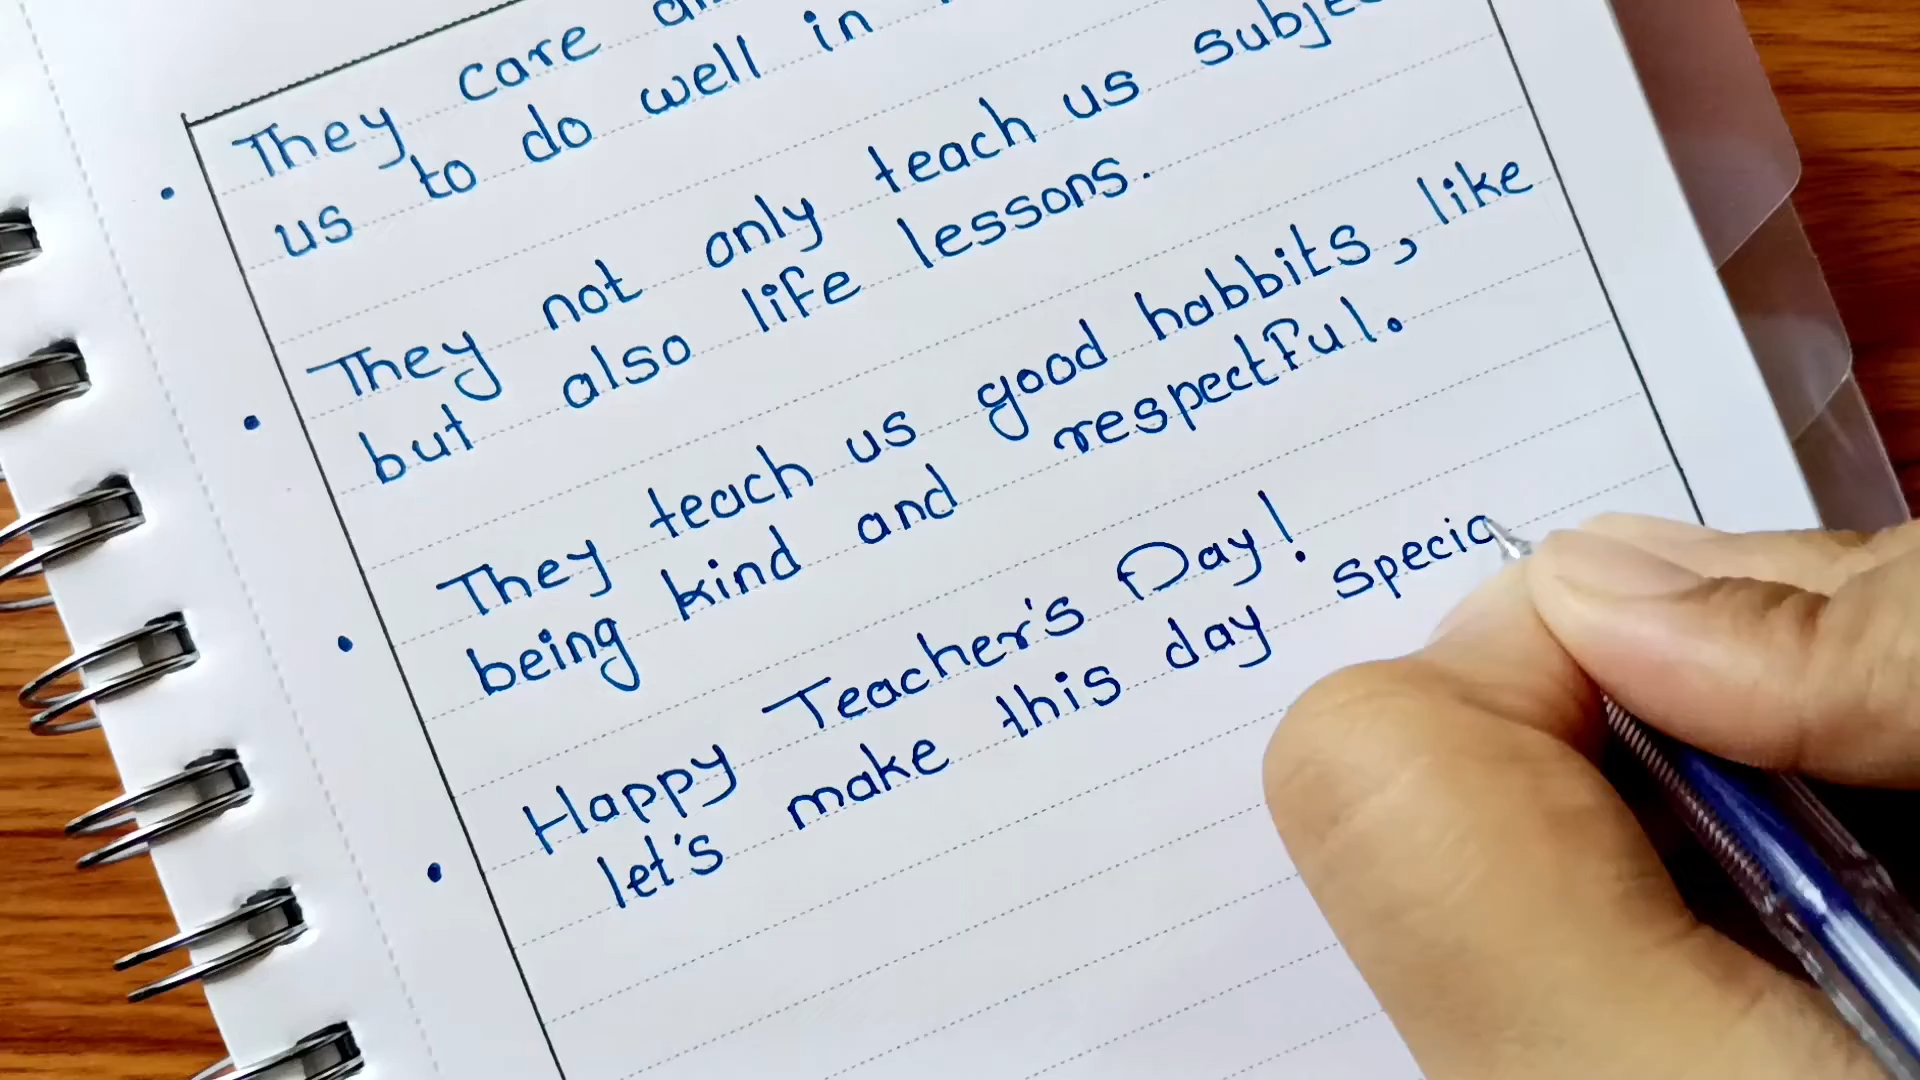 They care
us to do well in
They not only teach us
but also life lessons.
They teach us good habbits, like
being kind and respectful.
Happy Teacher's Day!
let's make this day specia